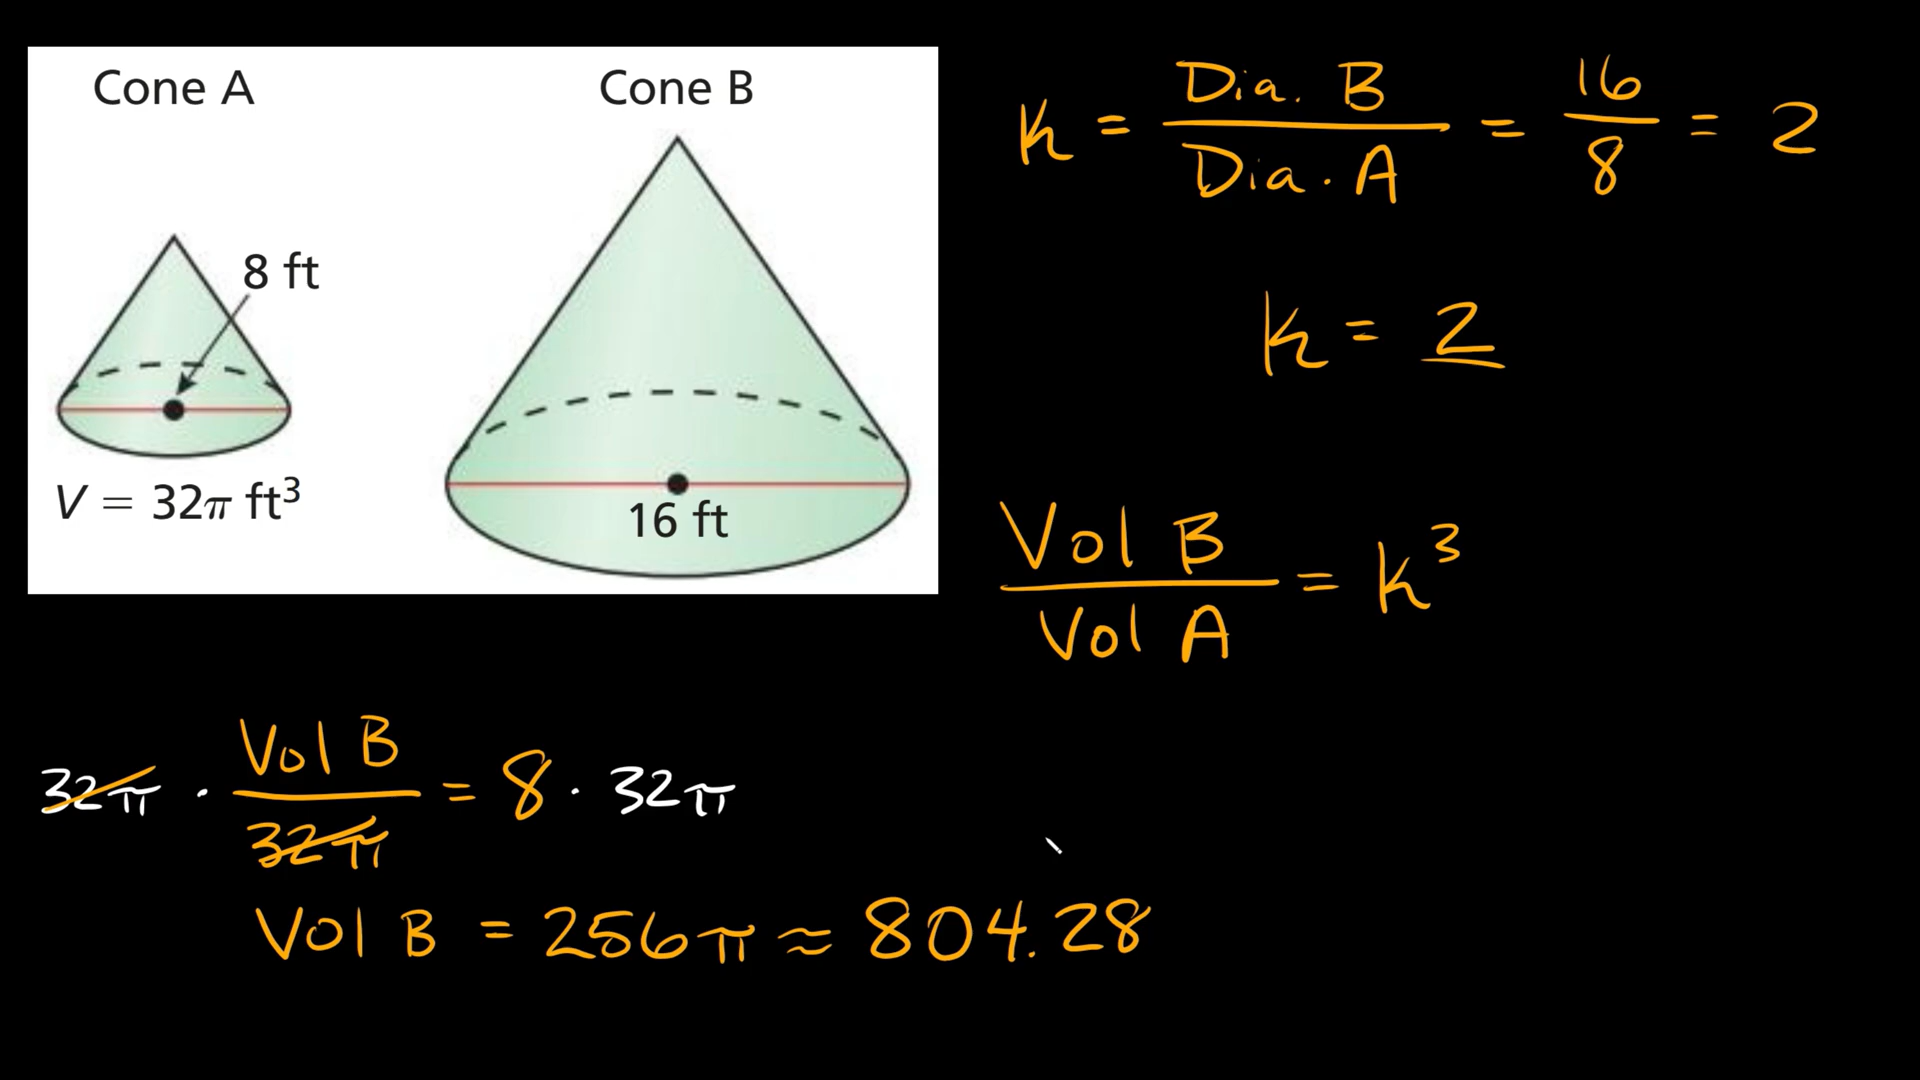 Cone A
Cone B
8 ft
V = 32π ft³
16 ft
k = Dia. B / Dia. A = 16 / 8 = 2
k = 2
Vol B / Vol A = k³
32π · Vol B / 32π = 8 · 32π
Vol B = 256π ≈ 804.28